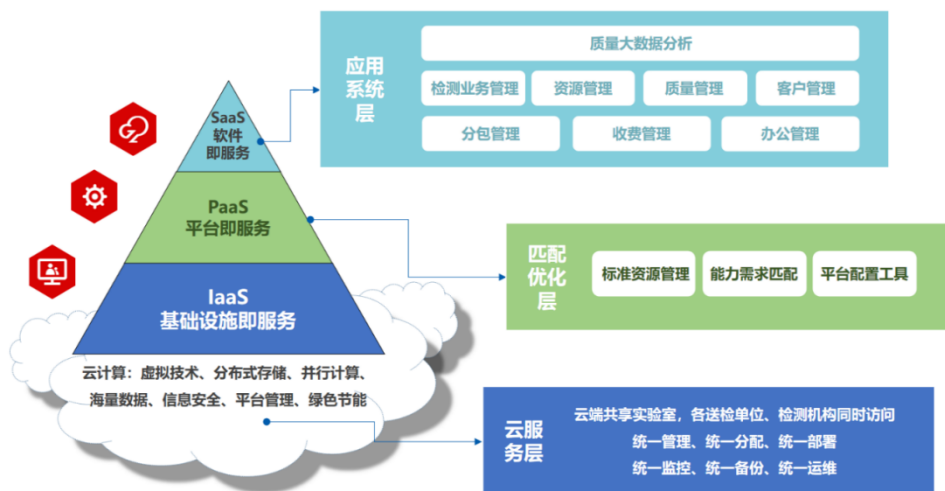 应用
系统
层
质量大数据分析
检测业务管理
资源管理
质量管理
客户管理
分包管理
收费管理
办公管理
SaaS
软件
即服务
PaaS
平台即服务
匹配
优化
层
标准资源管理
能力需求匹配
平台配置工具
IaaS
基础设施即服务
云计算：虚拟技术、分布式存储、并行计算、
海量数据、信息安全、平台管理、绿色节能
云服
务层
云端共享实验室，各送检单位、检测机构同时访问
统一管理、统一分配、统一部署
统一监控、统一备份、统一运维